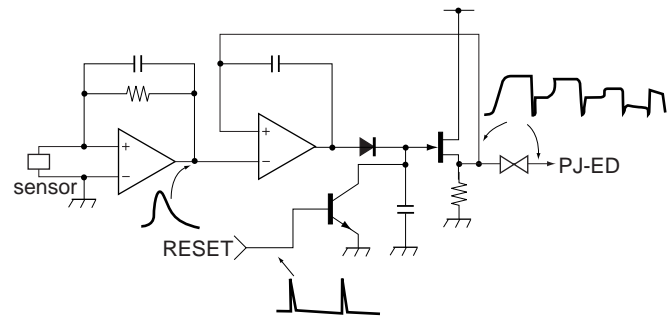 +
−
+
−
sensor
PJ-ED
RESET